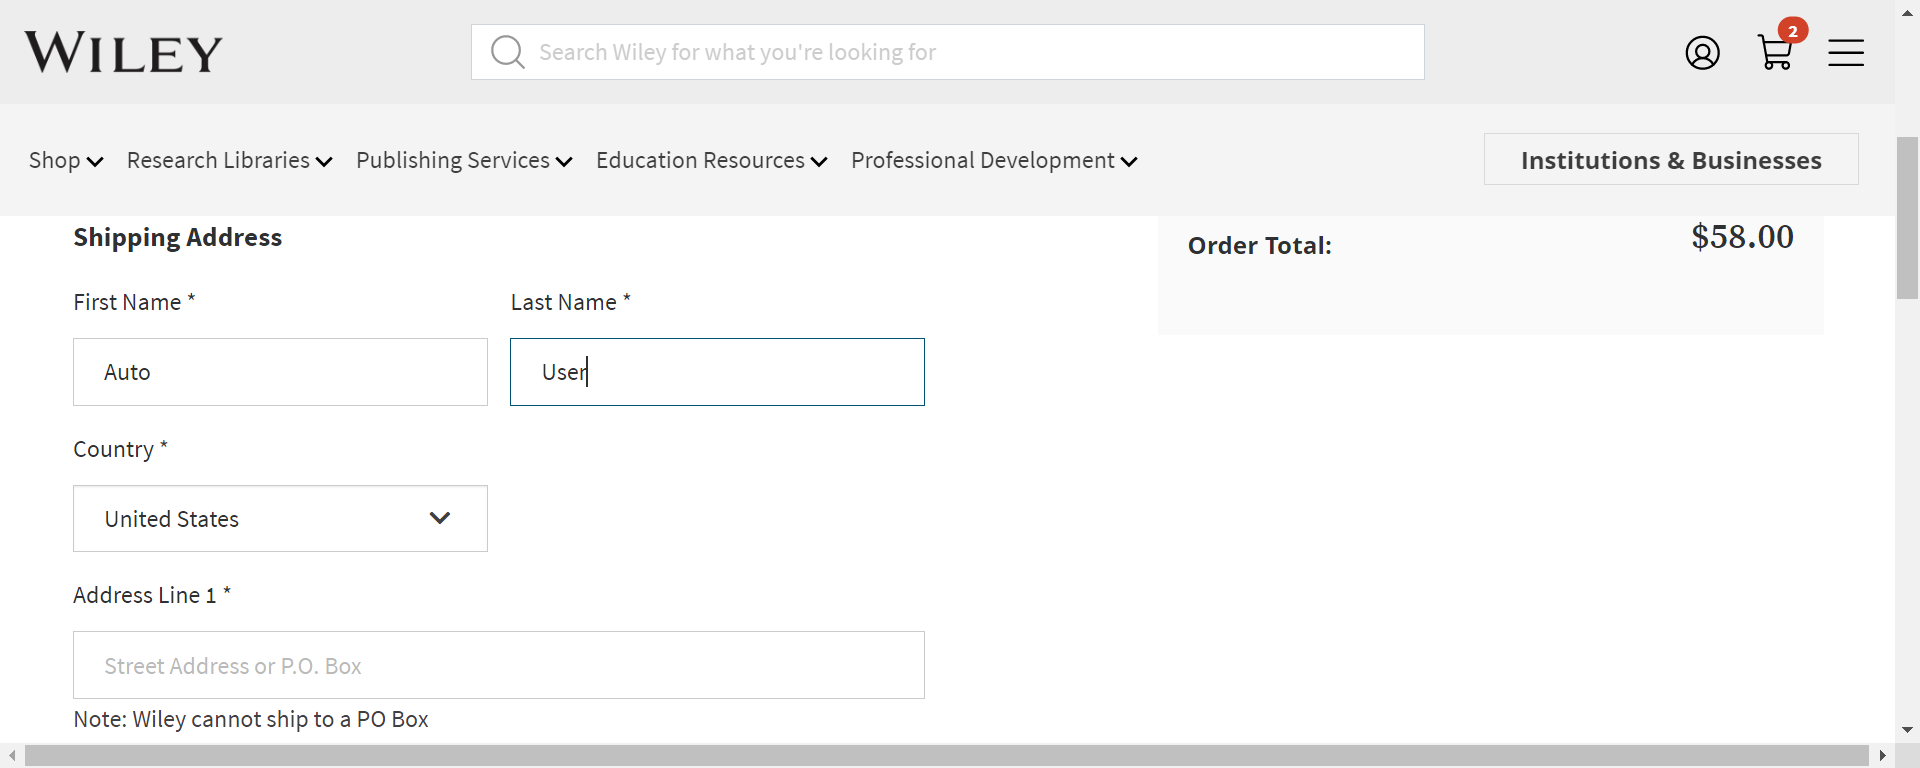 WILEY
Search Wiley for what you're looking for
2
Shop Research Libraries Publishing Services Education Resources Professional Development Institutions & Businesses
Shipping Address
Order Total: $58.00
First Name * Last Name *
Auto User
Country *
United States
Address Line 1 *
Street Address or P.O. Box
Note: Wiley cannot ship to a PO Box